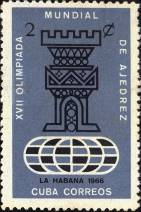 MUNDIAL
2¢
XVII OLIMPIADA
DE AJEDREZ
LA HABANA 1966
CUBA CORREOS